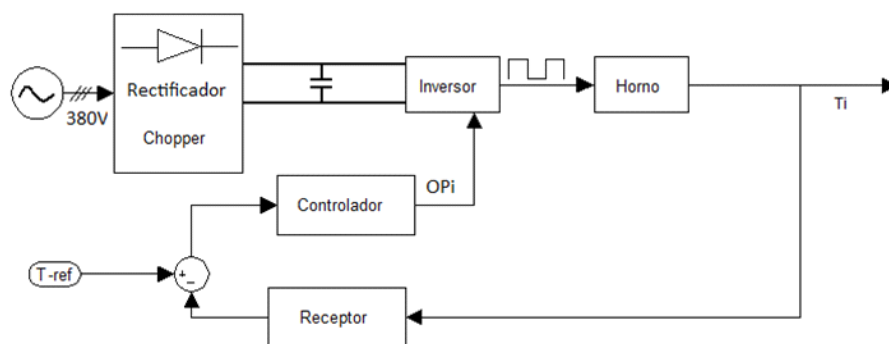 380V
Rectificador
Chopper
Inversor
Horno
Ti
OPi
Controlador
T-ref
+
-
Receptor